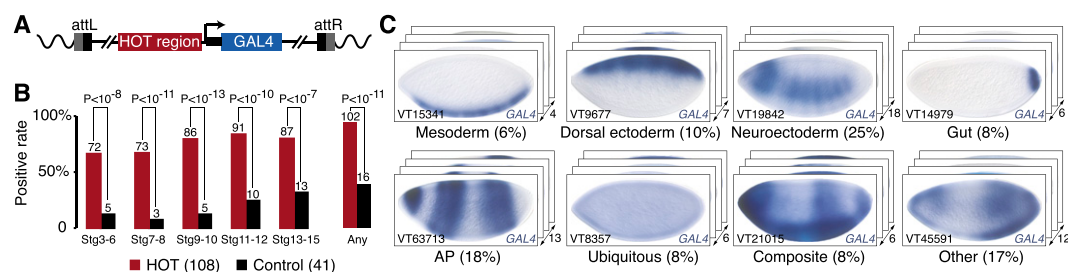 A
attL
attR
HOT region
GAL4
B
P<10-8
P<10-11
P<10-13
P<10-10
P<10-7
P<10-11
Positive rate
100%
50%
0
72
5
73
3
86
5
91
10
87
13
102
16
Stg3-6
Stg7-8
Stg9-10
Stg11-12
Stg13-15
Any
HOT (108)
Control (41)
C
VT15341
GAL4
4
Mesoderm (6%)
VT9677
GAL4
7
Dorsal ectoderm (10%)
VT19842
GAL4
18
Neuroectoderm (25%)
VT14979
GAL4
6
Gut (8%)
VT63713
GAL4
13
AP (18%)
VT8357
GAL4
6
Ubiquitous (8%)
VT21015
GAL4
6
Composite (8%)
VT45591
GAL4
12
Other (17%)